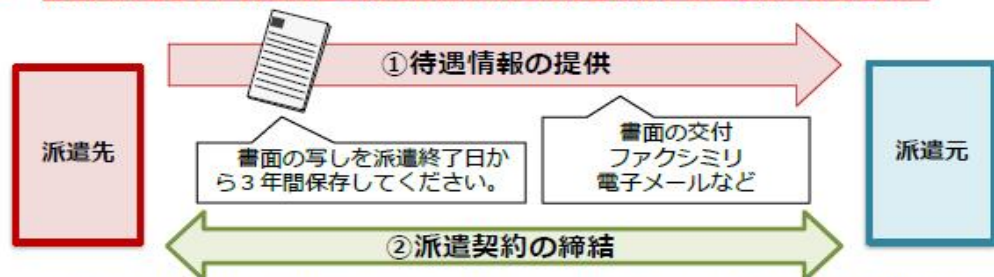 ①待遇情報の提供
派遣先
書面の写しを派遣終了日か
ら3年間保存してください。
書面の交付
ファクシミリ
電子メールなど
派遣元
②派遣契約の締結